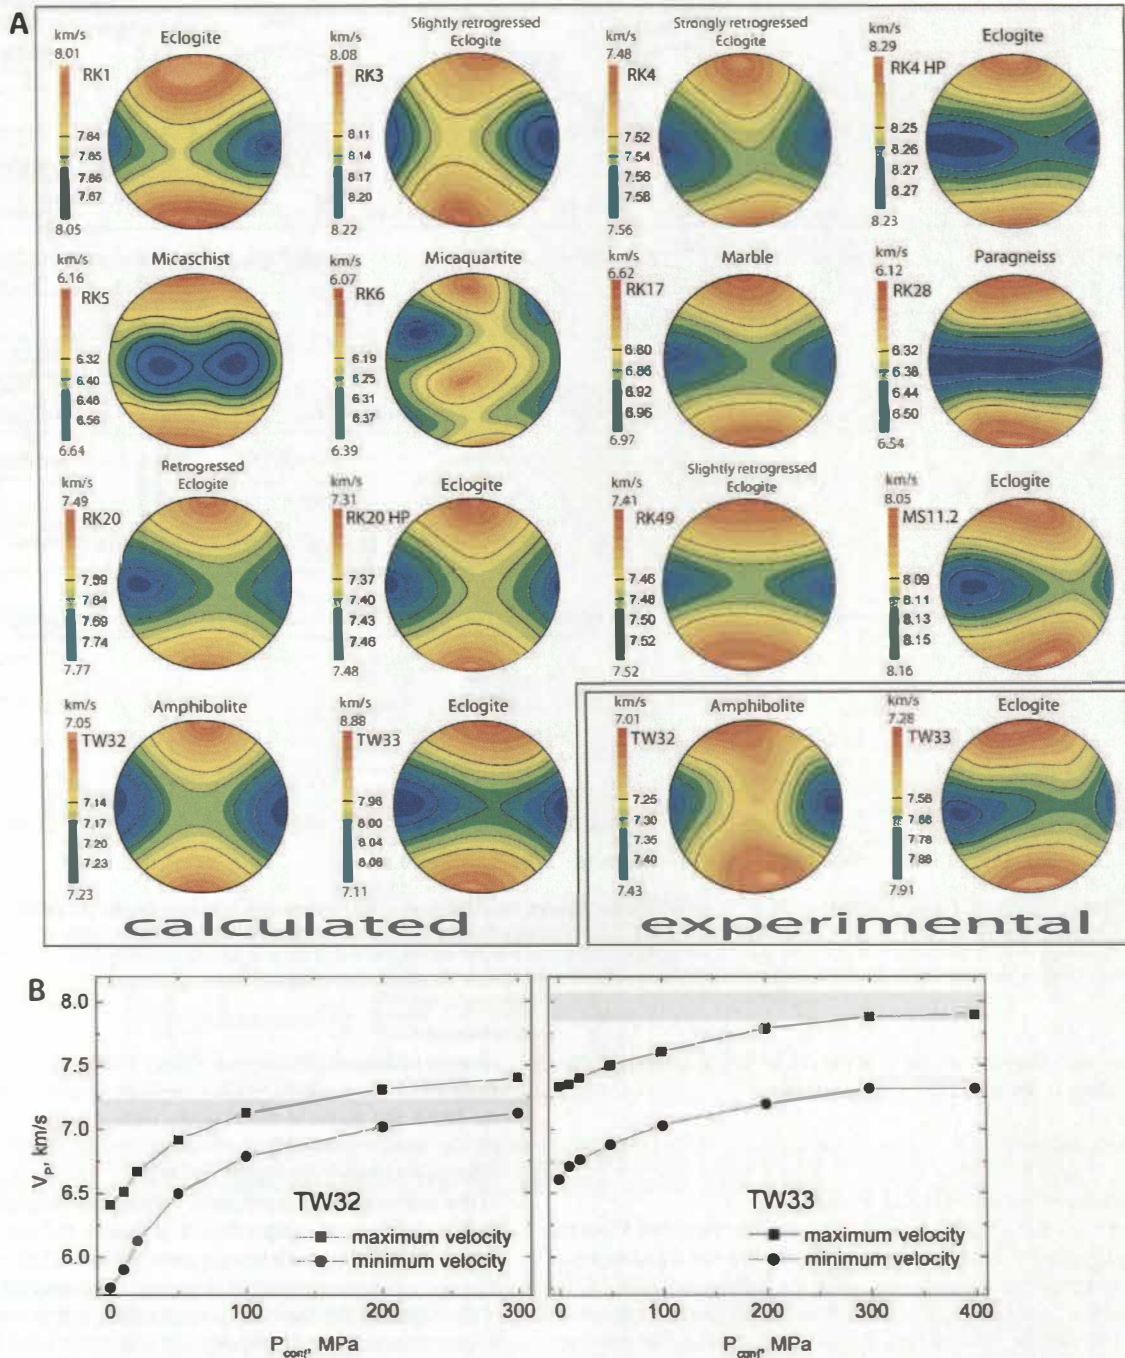 A
km/s
8.01
Eclogite
RK1
7.84
7.85
7.86
7.67
8.05
km/s
8.08
Slightly retrogressed
Eclogite
RK3
8.11
8.14
8.17
8.20
8.22
km/s
7.48
Strongly retrogressed
Eclogite
RK4
7.52
7.54
7.56
7.58
7.56
km/s
8.29
Eclogite
RK4 HP
8.25
8.26
8.27
8.27
8.23
km/s
6.16
Micaschist
RK5
6.32
6.40
6.48
6.56
6.64
km/s
6.07
Micaquartite
RK6
6.19
6.25
6.31
6.37
6.39
km/s
6.62
Marble
RK17
6.80
6.86
6.92
6.96
6.97
km/s
6.12
Paragneiss
RK28
6.32
6.38
6.44
6.50
6.54
km/s
7.49
Retrogressed
Eclogite
RK20
7.59
7.64
7.69
7.74
7.77
km/s
7.31
Eclogite
RK20 HP
7.37
7.40
7.43
7.46
7.48
km/s
7.41
Slightly retrogressed
Eclogite
RK49
7.46
7.48
7.50
7.52
7.52
km/s
8.05
Eclogite
MS11.2
8.09
8.11
8.13
8.15
8.16
km/s
7.05
Amphibolite
TW32
7.14
7.17
7.20
7.23
7.23
km/s
8.88
Eclogite
TW33
7.96
8.00
8.04
8.08
7.11
km/s
7.01
Amphibolite
TW32
7.25
7.30
7.35
7.40
7.43
km/s
7.28
Eclogite
TW33
7.58
7.68
7.78
7.88
7.91
calculated
experimental
B
8.0
7.5
7.0
6.5
6.0
V_P, km/s
TW32
maximum velocity
minimum velocity
0 100 200 300
P_conf, MPa
TW33
maximum velocity
minimum velocity
0 100 200 300 400
P_conf, MPa